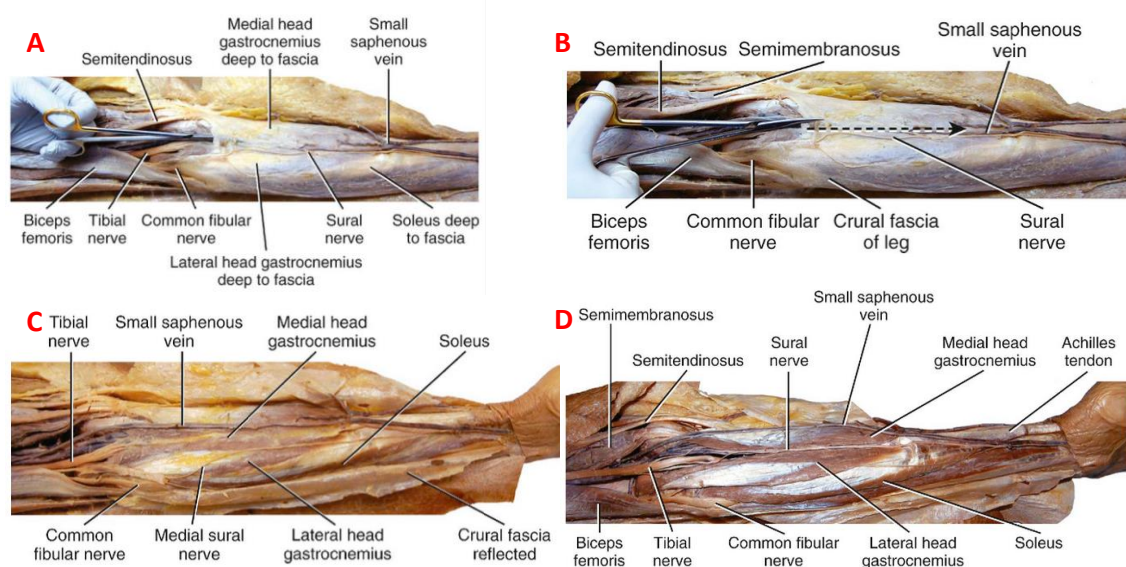 A
Semitendinosus
Medial head
gastrocnemius
deep to fascia
Small
saphenous
vein
Biceps
femoris
Tibial
nerve
Common fibular
nerve
Lateral head gastrocnemius
deep to fascia
Sural
nerve
Soleus deep
to fascia
B
Semitendinosus
Semimembranosus
Small saphenous
vein
Biceps
femoris
Common fibular
nerve
Crural fascia
of leg
Sural
nerve
C
Tibial
nerve
Small saphenous
vein
Medial head
gastrocnemius
Soleus
Common
fibular nerve
Medial sural
nerve
Lateral head
gastrocnemius
Crural fascia
reflected
D
Semimembranosus
Semitendinosus
Sural
nerve
Small saphenous
vein
Medial head
gastrocnemius
Achilles
tendon
Biceps
femoris
Tibial
nerve
Common fibular
nerve
Lateral head
gastrocnemius
Soleus